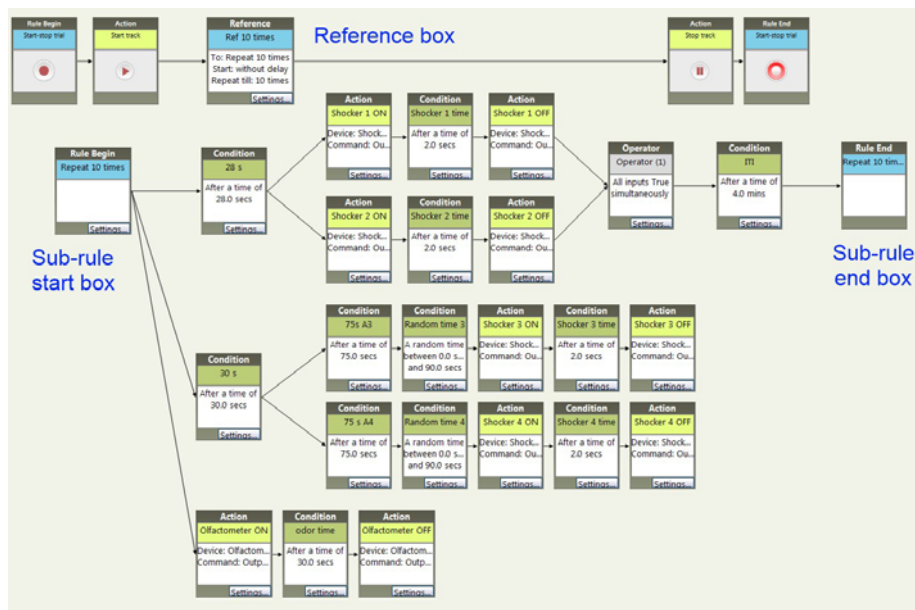 Rule Begin
Start-stop trial
Action
Start track
Reference
Ref 10 times
To: Repeat 10 times
Start: without delay
Repeat till: 10 times
Settings...
Reference box
Action
Stop track
Rule End
Start-stop trial
Rule Begin
Repeat 10 times
Settings...
Sub-rule
start box
Condition
28 s
After a time of
28.0 secs
Settings...
Action
Shocker 1 ON
Device: Shock...
Command: Ou...
Settings...
Condition
Shocker 1 time
After a time of
2.0 secs
Settings...
Action
Shocker 1 OFF
Device: Shock...
Command: Ou...
Settings...
Action
Shocker 2 ON
Device: Shock...
Command: Ou...
Settings...
Condition
Shocker 2 time
After a time of
2.0 secs
Settings...
Action
Shocker 2 OFF
Device: Shock...
Command: Ou...
Settings...
Operator
Operator (1)
All inputs True
simultaneously
Settings...
Condition
m
After a time of
4.0 mins
Settings...
Rule End
Repeat 10 tim...
Sub-rule
end box
Condition
30 s
After a time of
30.0 secs
Settings...
Condition
75s A3
After a time of
75.0 secs
Settings...
Condition
Random time 3
A random time
between 0.0 s...
and 90.0 secs
Settings...
Action
Shocker 3 ON
Device: Shock...
Command: Ou...
Settings...
Condition
Shocker 3 time
After a time of
2.0 secs
Settings...
Action
Shocker 3 OFF
Device: Shock...
Command: Ou...
Settings...
Condition
75 s A4
After a time of
75.0 secs
Settings...
Condition
Random time 4
A random time
between 0.0 s...
and 90.0 secs
Settings...
Action
Shocker 4 ON
Device: Shock...
Command: Ou...
Settings...
Condition
Shocker 4 time
After a time of
2.0 secs
Settings...
Action
Shocker 4 OFF
Device: Shock...
Command: Ou...
Settings...
Action
Olfactometer ON
Device: Olfactom...
Command: Outp...
Settings...
Condition
odor time
After a time of
30.0 secs
Settings...
Action
Olfactometer OFF
Device: Olfactom...
Command: Outp...
Settings...